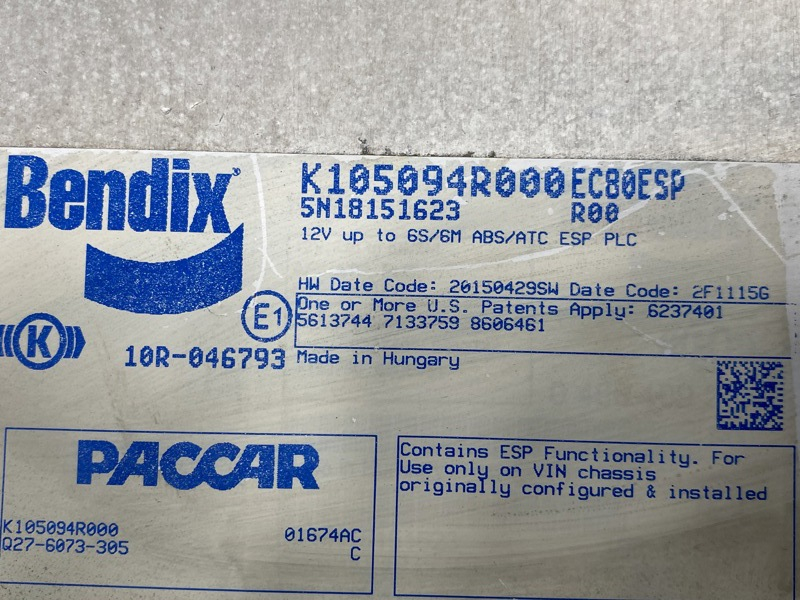 Bendix
K105094R000 EC80ESP
SN18151623 R00
12V up to 6S/6M ABS/ATC ESP PLC
HW Date Code: 20150429SW Date Code: 2F1115G
One or More U.S. Patents Apply: 6237401
5613744 7133759 8606461
E1
K
10R-046793
Made in Hungary
PACCAR
K105094R000
Q27-6073-305
01674AC
C
Contains ESP Functionality. For
Use only on VIN chassis
originally configured & installed